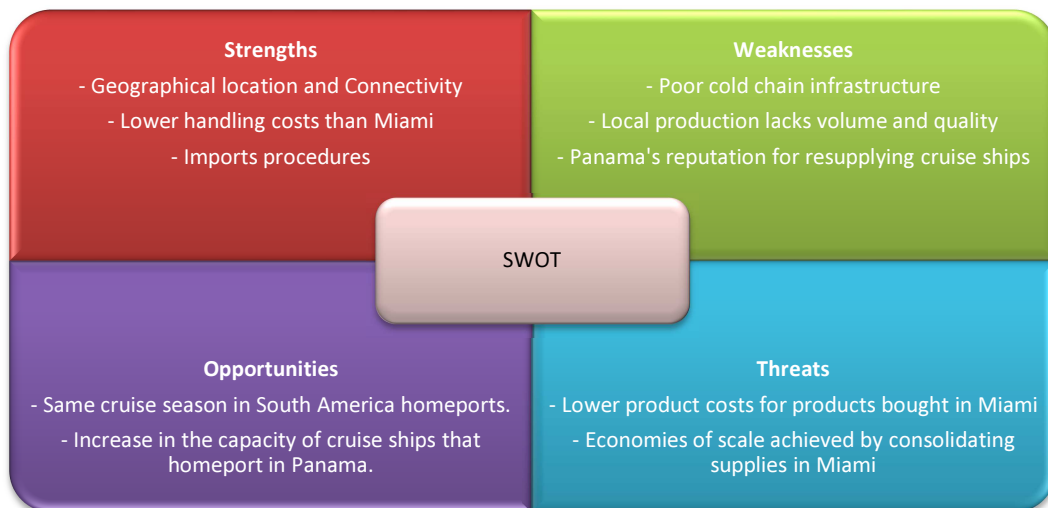 Strengths
- Geographical location and Connectivity
- Lower handling costs than Miami
- Imports procedures
Weaknesses
- Poor cold chain infrastructure
- Local production lacks volume and quality
- Panama's reputation for resupplying cruise ships
SWOT
Opportunities
- Same cruise season in South America homeports.
- Increase in the capacity of cruise ships that
homeport in Panama.
Threats
- Lower product costs for products bought in Miami
- Economies of scale achieved by consolidating
supplies in Miami